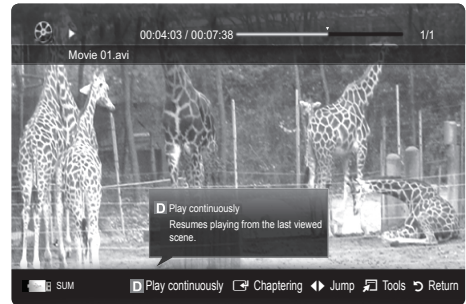 00:04:03 / 00:07:38 1/1
Movie 01.avi
D Play continuously
Resumes playing from the last viewed
scene.
SUM D Play continuously Chaptering Jump Tools Return